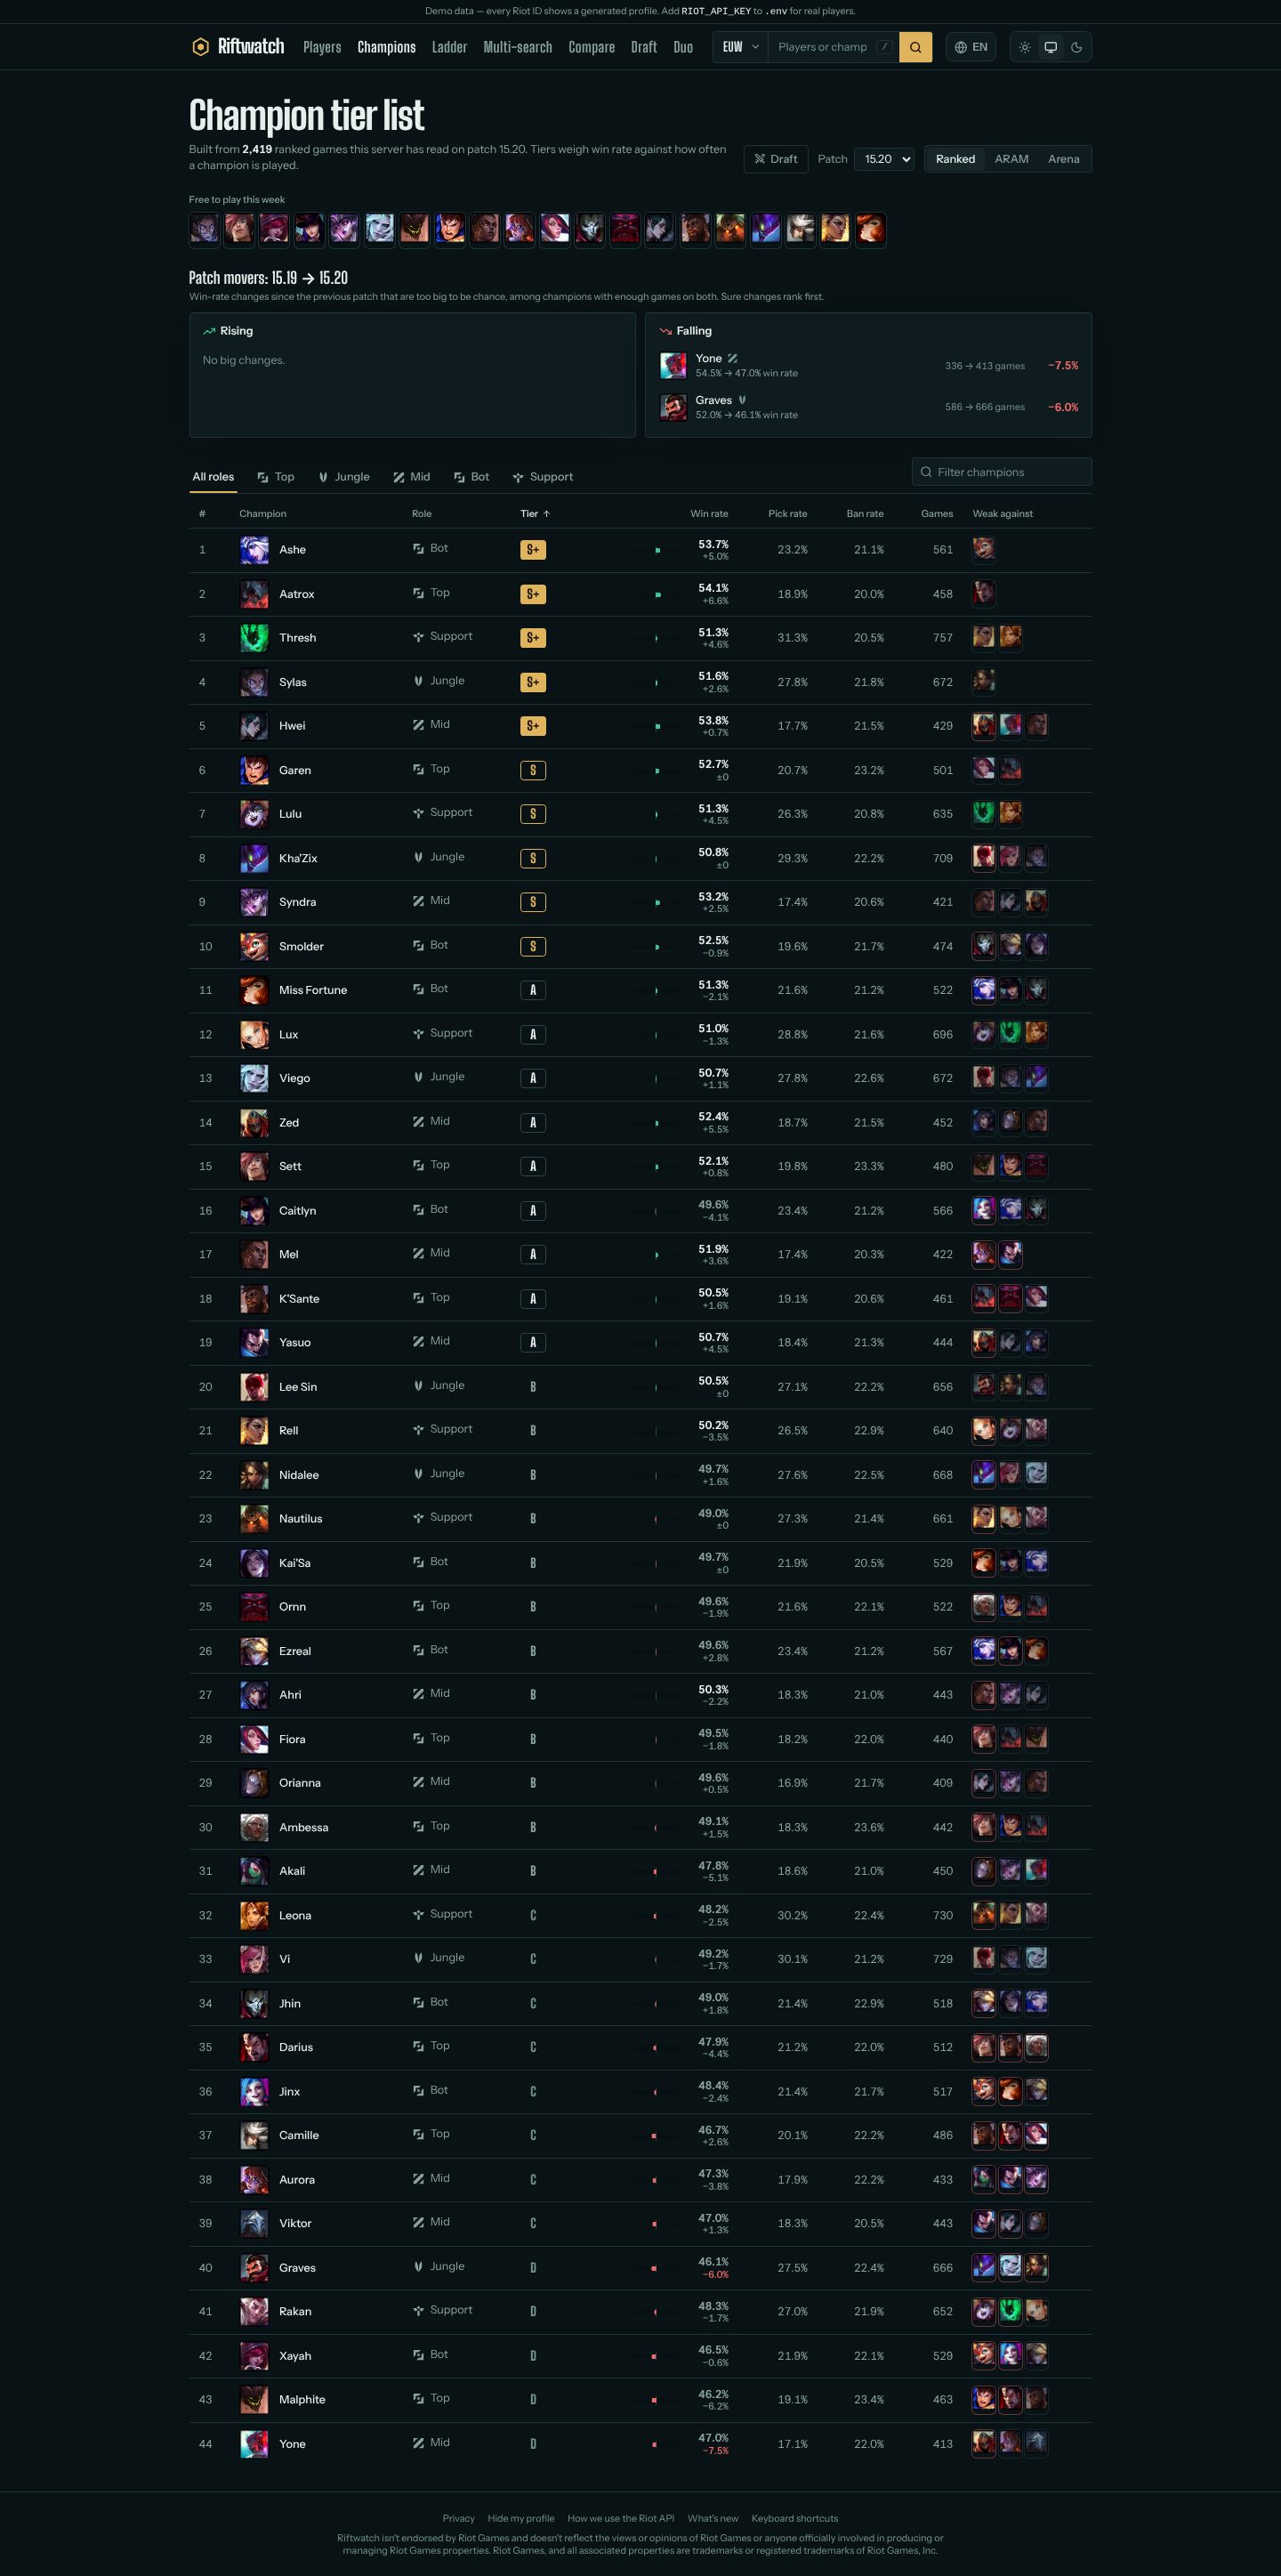 Demo data — every Riot ID shows a generated profile. Add RIOT_API_KEY to .env for real players.
Riftwatch Players Champions Ladder Multi-search Compare Draft Duo EUW Players or champ / EN
Champion tier list
Built from 2,419 ranked games this server has read on patch 15.20. Tiers weigh win rate against how often
a champion is played.
Draft Patch 15.20 Ranked ARAM Arena
Free to play this week
Patch movers: 15.19 → 15.20
Win-rate changes since the previous patch that are too big to be chance, among champions with enough games on both. Sure changes rank first.
Rising
No big changes.
Falling
Yone
54.5% → 47.0% win rate
336 → 413 games −7.5%
Graves
52.0% → 46.1% win rate
586 → 666 games −6.0%
All roles Top Jungle Mid Bot Support Filter champions
# Champion Role Tier ↑ Win rate Pick rate Ban rate Games Weak against
1 Ashe Bot S+ 53.7% 23.2% 21.1% 561
+5.0%
2 Aatrox Top S+ 54.1% 18.9% 20.0% 458
+6.6%
3 Thresh Support S+ 51.3% 31.3% 20.5% 757
+4.6%
4 Sylas Jungle S+ 51.6% 27.8% 21.8% 672
+2.6%
5 Hwei Mid S+ 53.8% 17.7% 21.5% 429
+0.7%
6 Garen Top S 52.7% 20.7% 23.2% 501
±0
7 Lulu Support S 51.3% 26.3% 20.8% 635
+4.5%
8 Kha'Zix Jungle S 50.8% 29.3% 22.2% 709
±0
9 Syndra Mid S 53.2% 17.4% 20.6% 421
+2.5%
10 Smolder Bot S 52.5% 19.6% 21.7% 474
−0.9%
11 Miss Fortune Bot A 51.3% 21.6% 21.2% 522
−2.1%
12 Lux Support A 51.0% 28.8% 21.6% 696
−1.3%
13 Viego Jungle A 50.7% 27.8% 22.6% 672
+1.1%
14 Zed Mid A 52.4% 18.7% 21.5% 452
+5.5%
15 Sett Top A 52.1% 19.8% 23.3% 480
+0.8%
16 Caitlyn Bot A 49.6% 23.4% 21.2% 566
−4.1%
17 Mel Mid A 51.9% 17.4% 20.3% 422
+3.6%
18 K'Sante Top A 50.5% 19.1% 20.6% 461
+1.6%
19 Yasuo Mid A 50.7% 18.4% 21.3% 444
+4.5%
20 Lee Sin Jungle B 50.5% 27.1% 22.2% 656
±0
21 Rell Support B 50.2% 26.5% 22.9% 640
−3.5%
22 Nidalee Jungle B 49.7% 27.6% 22.5% 668
+1.6%
23 Nautilus Support B 49.0% 27.3% 21.4% 661
±0
24 Kai'Sa Bot B 49.7% 21.9% 20.5% 529
±0
25 Ornn Top B 49.6% 21.6% 22.1% 522
−1.9%
26 Ezreal Bot B 49.6% 23.4% 21.2% 567
+2.8%
27 Ahri Mid B 50.3% 18.3% 21.0% 443
−2.2%
28 Fiora Top B 49.5% 18.2% 22.0% 440
−1.8%
29 Orianna Mid B 49.6% 16.9% 21.7% 409
+0.5%
30 Ambessa Top B 49.1% 18.3% 23.6% 442
+1.5%
31 Akali Mid B 47.8% 18.6% 21.0% 450
−5.1%
32 Leona Support C 48.2% 30.2% 22.4% 730
−2.5%
33 Vi Jungle C 49.2% 30.1% 21.2% 729
−1.7%
34 Jhin Bot C 49.0% 21.4% 22.9% 518
+1.8%
35 Darius Top C 47.9% 21.2% 22.0% 512
−4.4%
36 Jinx Bot C 48.4% 21.4% 21.7% 517
−2.4%
37 Camille Top C 46.7% 20.1% 22.2% 486
+2.6%
38 Aurora Mid C 47.3% 17.9% 22.2% 433
−3.8%
39 Viktor Mid C 47.0% 18.3% 20.5% 443
+1.3%
40 Graves Jungle D 46.1% 27.5% 22.4% 666
−6.0%
41 Rakan Support D 48.3% 27.0% 21.9% 652
−1.7%
42 Xayah Bot D 46.5% 21.9% 22.1% 529
−0.6%
43 Malphite Top D 46.2% 19.1% 23.4% 463
−6.2%
44 Yone Mid D 47.0% 17.1% 22.0% 413
−7.5%
Privacy Hide my profile How we use the Riot API What's new Keyboard shortcuts
Riftwatch isn't endorsed by Riot Games and doesn't reflect the views or opinions of Riot Games or anyone officially involved in producing or
managing Riot Games properties. Riot Games, and all associated properties are trademarks or registered trademarks of Riot Games, Inc.